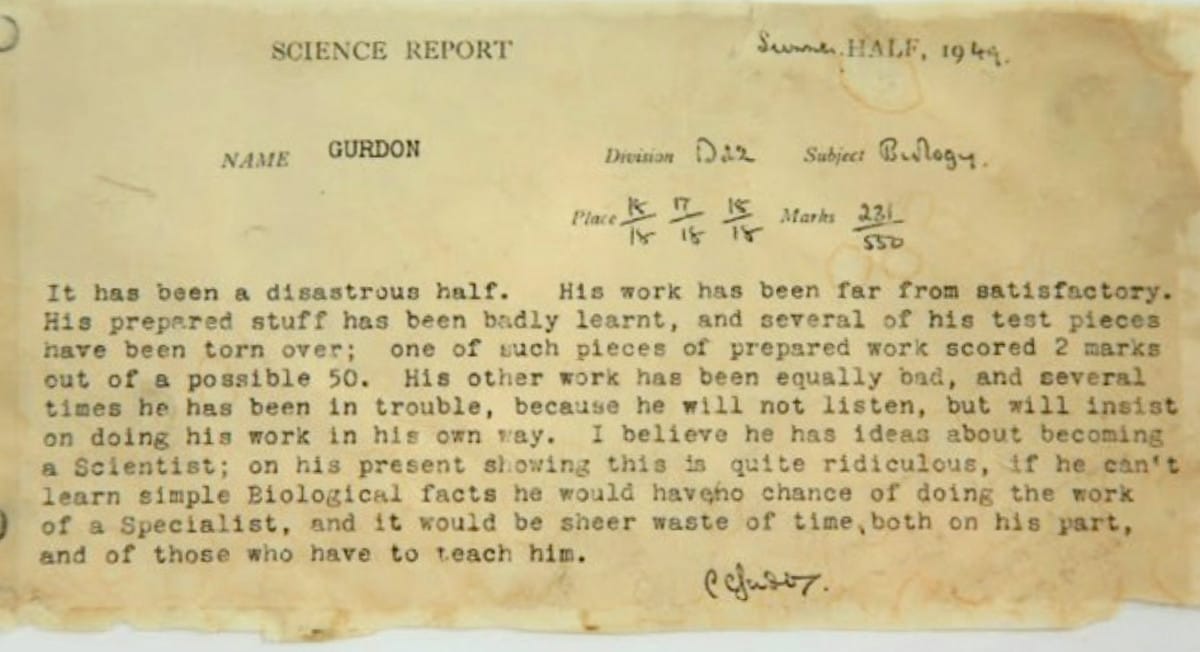 SCIENCE REPORT Summer HALF, 1949.
NAME GURDON Division D22 Subject Biology.
Place 18/18 17/18 18/18 Marks 231/550
It has been a disastrous half. His work has been far from satisfactory.
His prepared stuff has been badly learnt, and several of his test pieces
have been torn over; one of such pieces of prepared work scored 2 marks
out of a possible 50. His other work has been equally bad, and several
times he has been in trouble, because he will not listen, but will insist
on doing his work in his own way. I believe he has ideas about becoming
a Scientist; on his present showing this is quite ridiculous, if he can't
learn simple Biological facts he would have no chance of doing the work
of a Specialist, and it would be sheer waste of time, both on his part,
and of those who have to teach him.